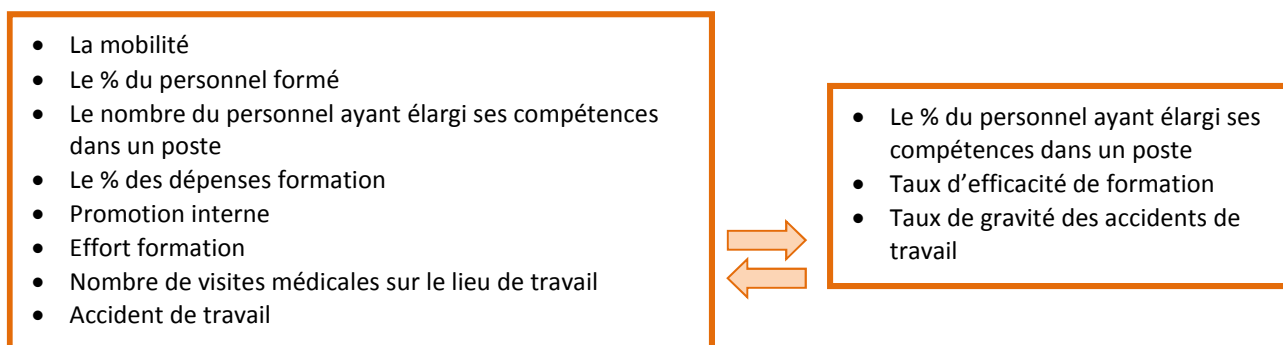 • La mobilité
• Le % du personnel formé
• Le nombre du personnel ayant élargi ses compétences
dans un poste
• Le % des dépenses formation
• Promotion interne
• Effort formation
• Nombre de visites médicales sur le lieu de travail
• Accident de travail
• Le % du personnel ayant élargi ses
compétences dans un poste
• Taux d’efficacité de formation
• Taux de gravité des accidents de
travail